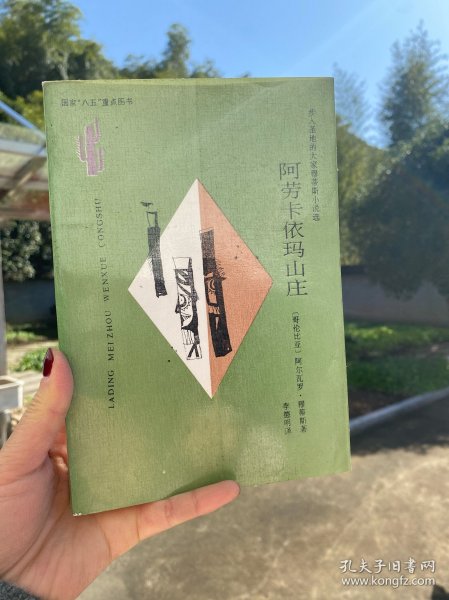 国家“八五”重点图书
步入圣地的大家穆蒂斯小说选
阿劳卡依玛山庄
〔哥伦比亚〕阿尔瓦罗·穆蒂斯著
李德明译
LADING MEIZHOU WENXUE CONGSHU
孔夫子旧书网
www.kongfz.com